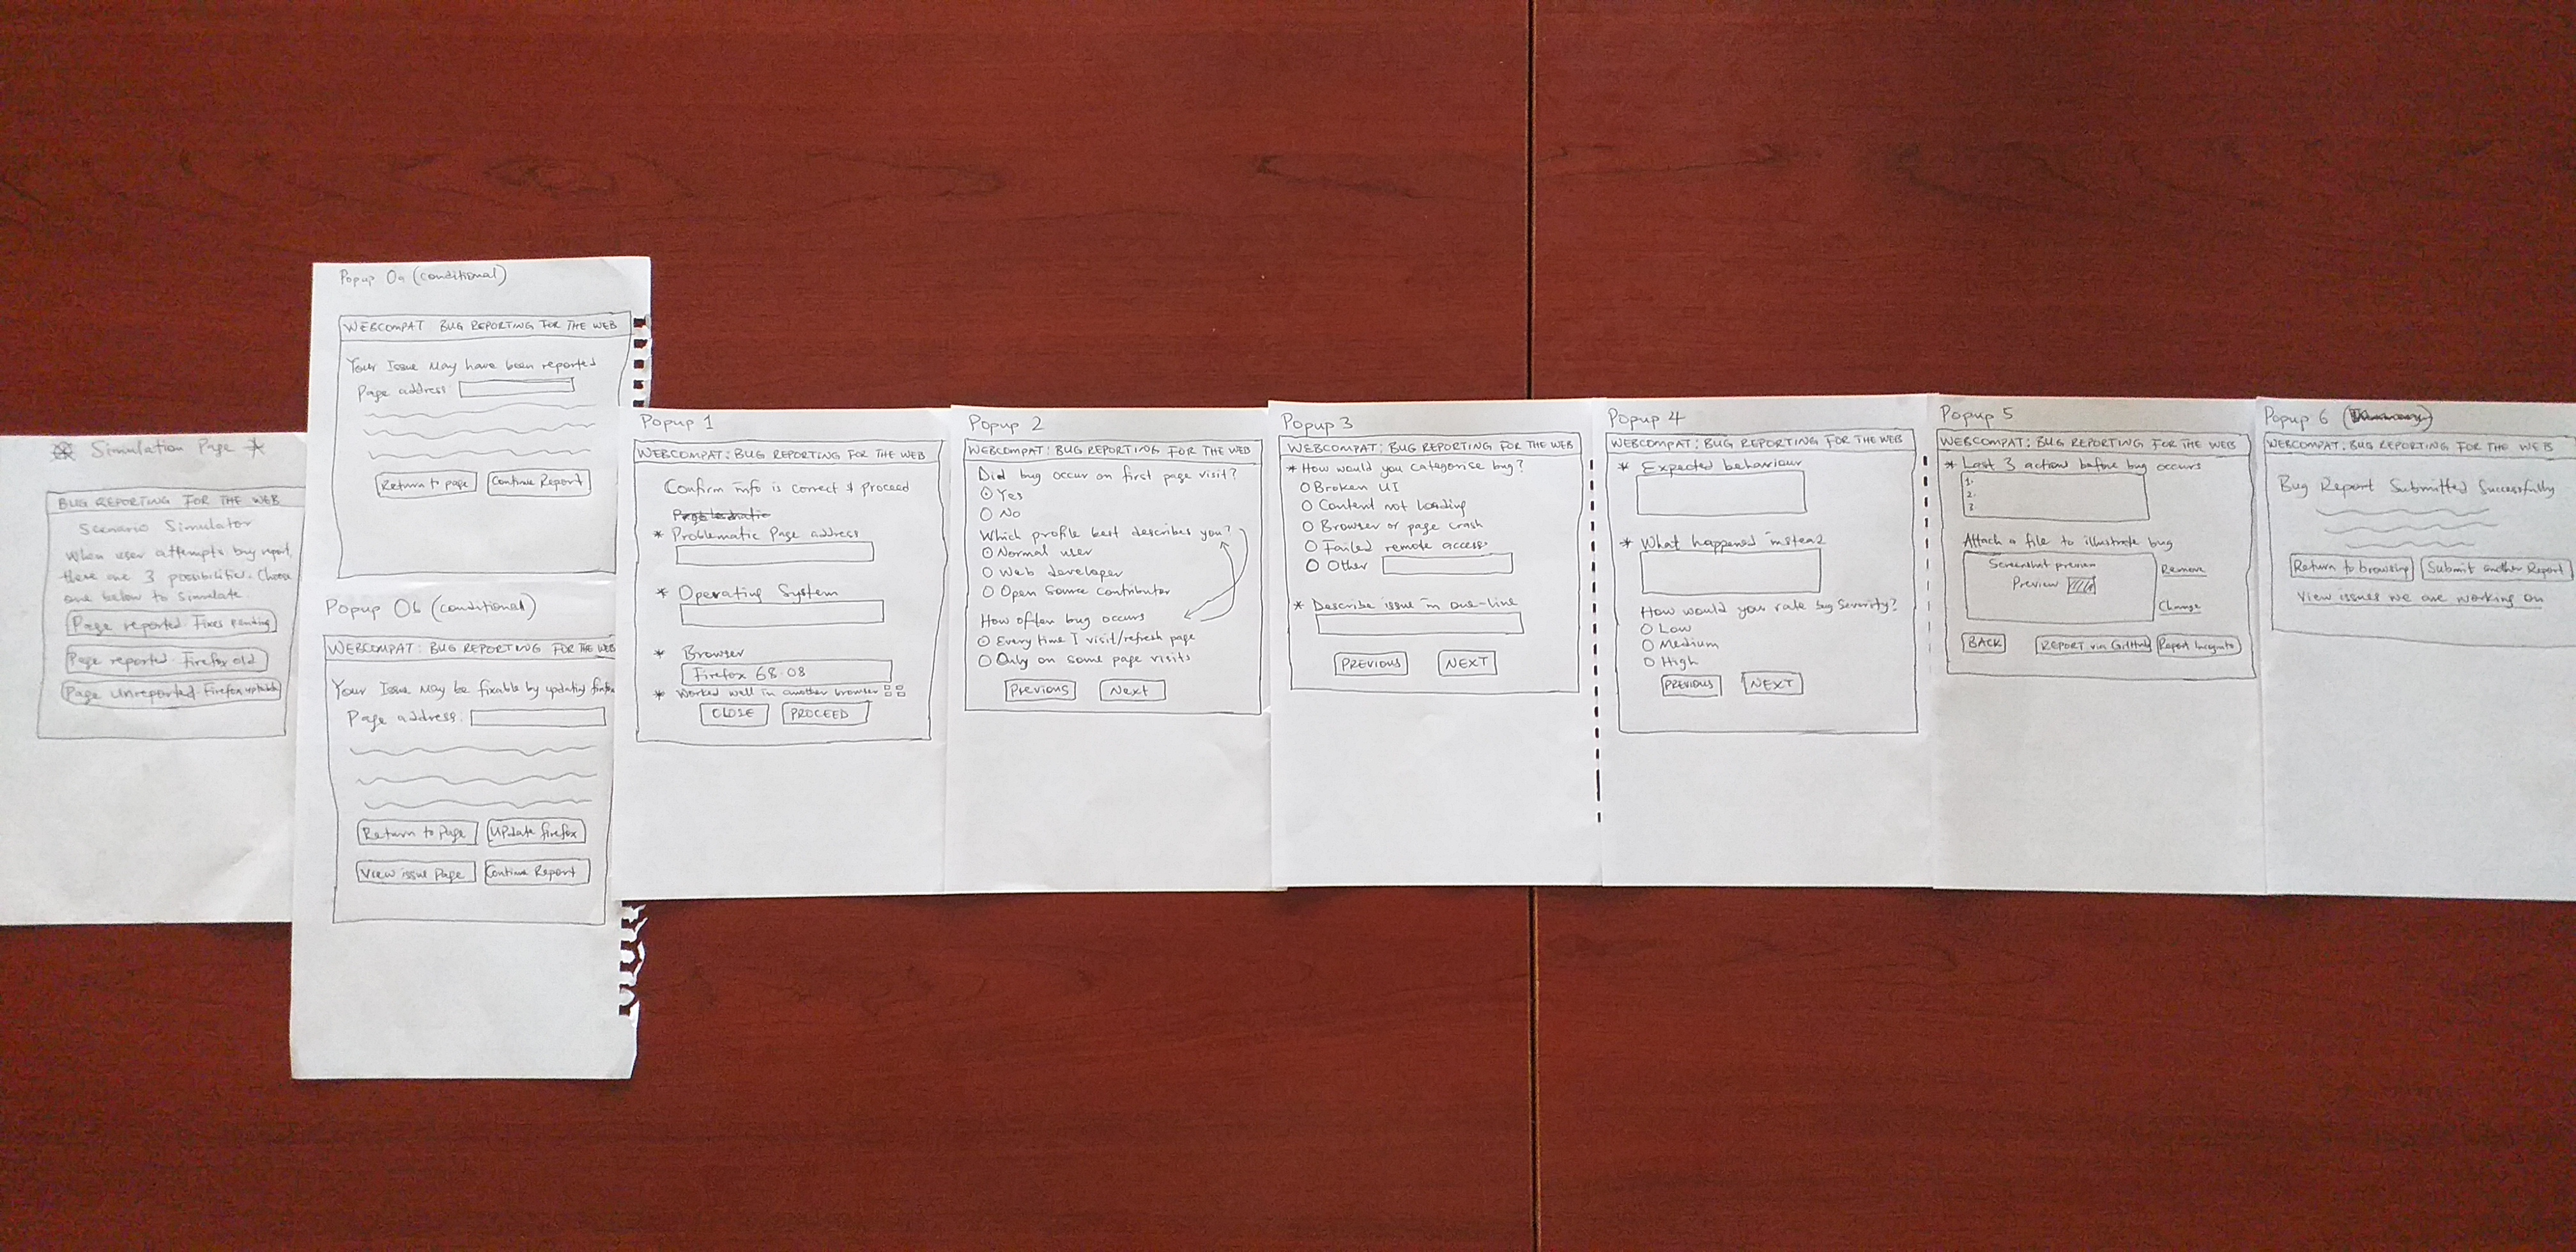 Simulation Page
BUG REPORTING FOR THE WEB
Scenario Simulator
When user attempts bug report,
there are 3 possibilities. Choose
one below to simulate.
Page reported Fixes pending
Page reported Firefox old
Page Unreported Firefox uptodate
Popup 0a (conditional)
WEBCOMPAT BUG REPORTING FOR THE WEB
Your Issue may have been reported
Page address
Return to page
Continue Report
Popup 0b (conditional)
WEBCOMPAT: BUG REPORTING FOR THE WEB
Your Issue may be fixable by updating firefox
Page address
Return to Page
Update firefox
View issue Page
Continue Report
Popup 1
WEBCOMPAT: BUG REPORTING FOR THE WEB
Confirm info is correct & proceed
* Problematic Page address
* Operating System
* Browser
Firefox 68.08
* Worked well in another browser
CLOSE
PROCEED
Popup 2
WEBCOMPAT: BUG REPORTING FOR THE WEB
Did bug occur on first page visit?
Yes
No
Which profile best describes you?
Normal user
Web developer
Open Source contributor
How often bug occurs
Every time I visit/refresh page
Only on some page visits
Previous
Next
Popup 3
WEBCOMPAT: BUG REPORTING FOR THE WEB
* How would you categorise bug?
Broken UI
Content not loading
Browser or page crash
Failed remote access
Other
* Describe issue in one-line
PREVIOUS
NEXT
Popup 4
WEBCOMPAT: BUG REPORTING FOR THE WEB
* Expected behaviour
* What happened instead
How would you rate bug severity?
Low
Medium
High
PREVIOUS
NEXT
Popup 5
WEBCOMPAT: BUG REPORTING FOR THE WEB
* Last 3 actions before bug occurs
1.
2.
3
Attach a file to illustrate bug
Screenshot preview
Preview
Remove
Change
BACK
REPORT via GitHub
Report Incognito
Popup 6
WEBCOMPAT: BUG REPORTING FOR THE WEB
Bug Report Submitted Successfully
Return to browsing
Submit another Report
View issues we are working on